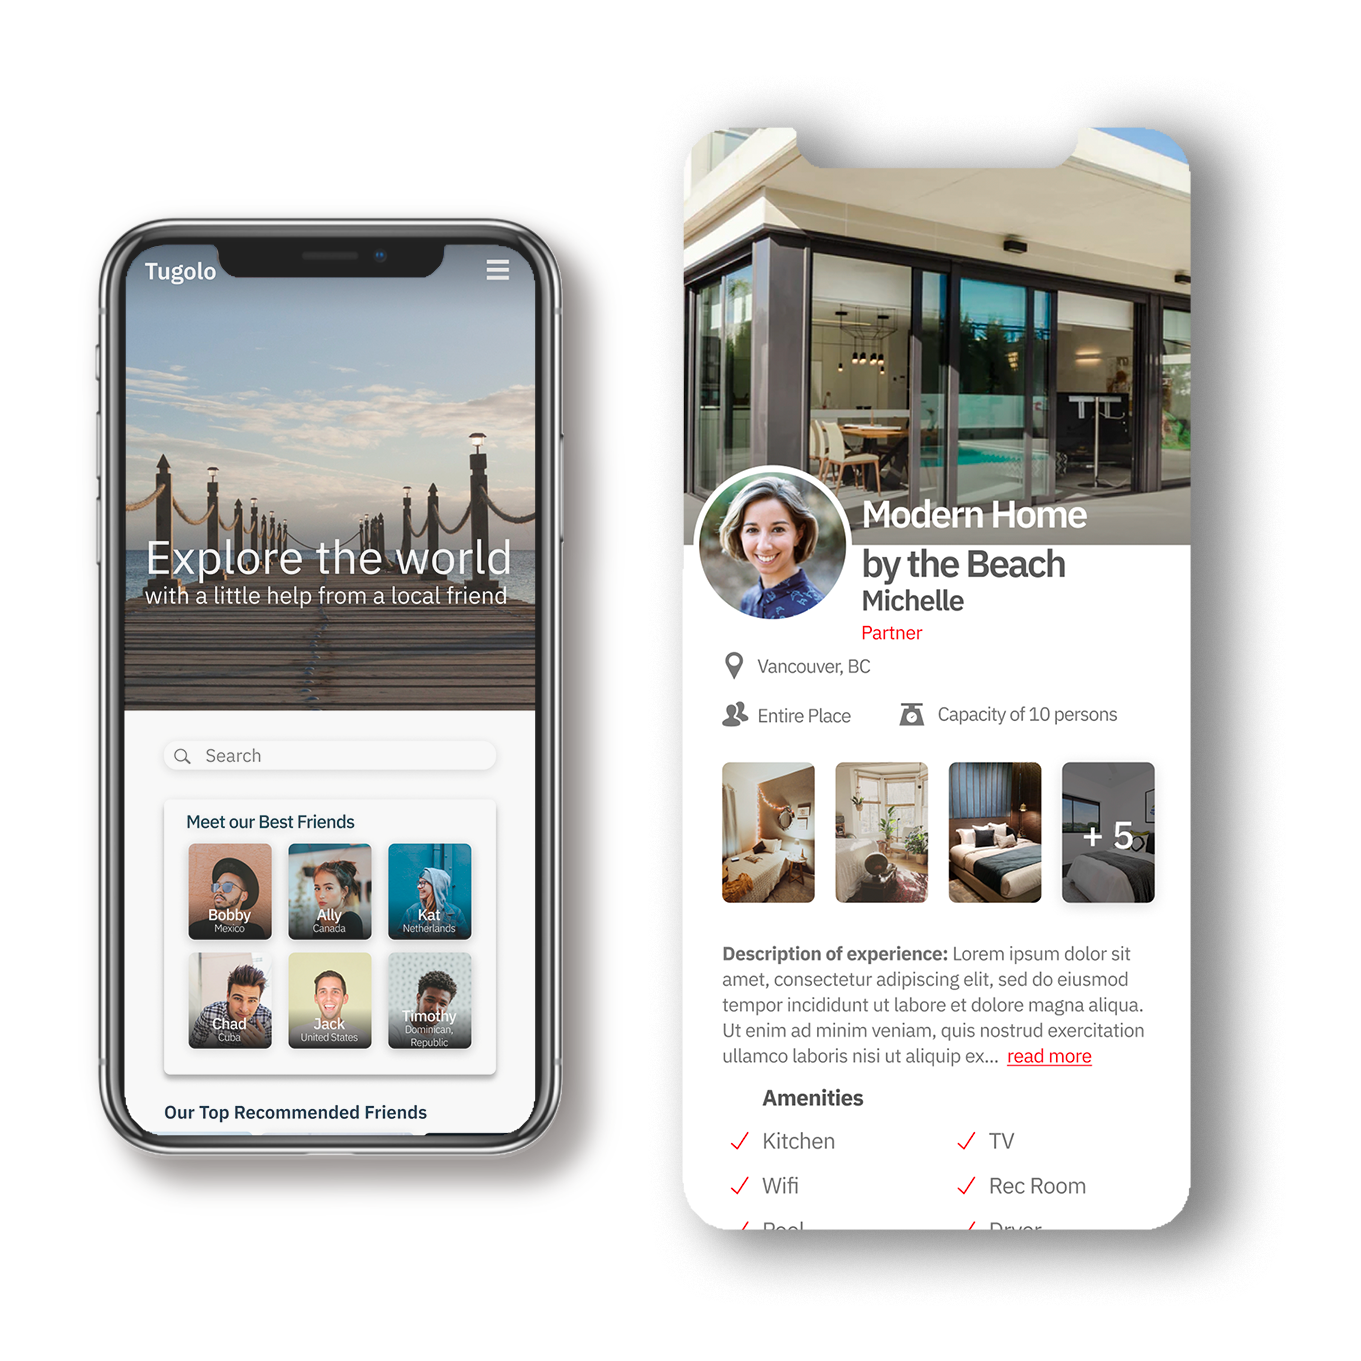 Tugolo
Explore the world
with a little help from a local friend
Search
Meet our Best Friends
Bobby
Mexico
Ally
Canada
Kat
Netherlands
Chad
Cuba
Jack
United States
Timothy
Dominican,
Republic
Our Top Recommended Friends
Modern Home
by the Beach
Michelle
Partner
Vancouver, BC
Entire Place
Capacity of 10 persons
+ 5
Description of experience: Lorem ipsum dolor sit
amet, consectetur adipiscing elit, sed do eiusmod
tempor incididunt ut labore et dolore magna aliqua.
Ut enim ad minim veniam, quis nostrud exercitation
ullamco laboris nisi ut aliquip ex... read more
Amenities
Kitchen
TV
Wifi
Rec Room
Pool
Dryer